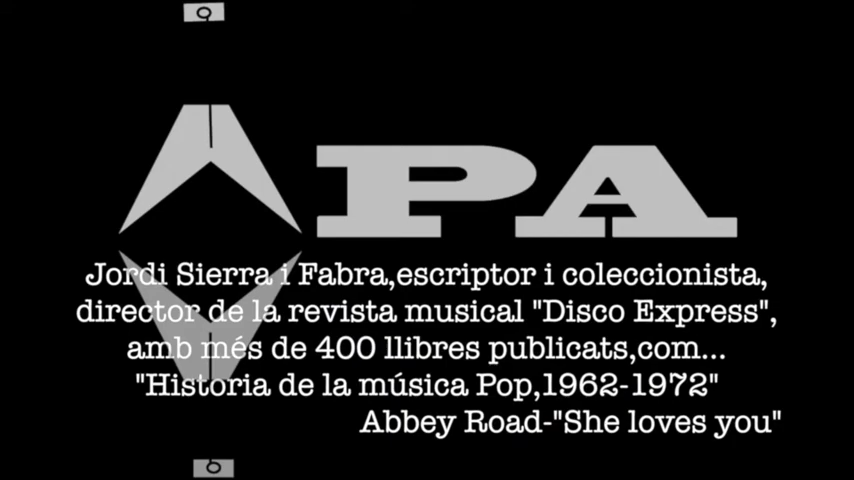 PA
Jordi Sierra i Fabra,escriptor i coleccionista,
director de la revista musical "Disco Express",
amb més de 400 llibres publicats,com...
"Historia de la música Pop,1962-1972"
Abbey Road-"She loves you"